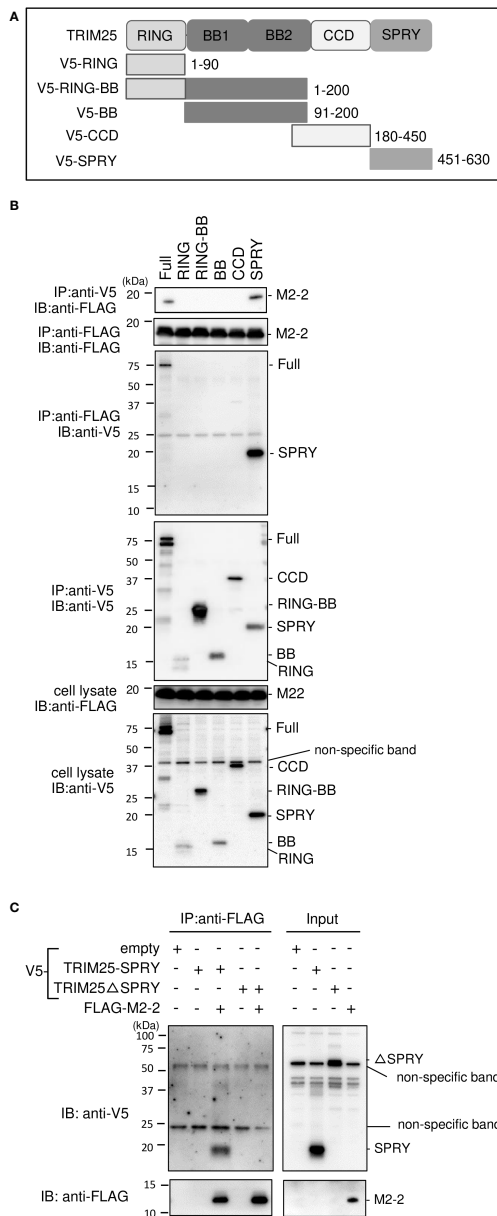 A
TRIM25 RING BB1 BB2 CCD SPRY
V5-RING 1-90
V5-RING-BB 1-200
V5-BB 91-200
V5-CCD 180-450
V5-SPRY 451-630
B
Full RING RING-BB BB CCD SPRY
(kDa)
IP:anti-V5
IB:anti-FLAG
20 M2-2
IP:anti-FLAG
IB:anti-FLAG
20 M2-2
IP:anti-FLAG
IB:anti-V5
75 Full
50
37
25
20 SPRY
15
10
IP:anti-V5
IB:anti-V5
75 Full
50
37 CCD
25 RING-BB
20 SPRY
BB
15 RING
cell lysate
IB:anti-FLAG
20 M22
cell lysate
IB:anti-V5
75 Full
50 non-specific band
37 CCD
25 RING-BB
20 SPRY
BB
15 RING
C
IP:anti-FLAG Input
V5
empty + - - - - + - - -
TRIM25-SPRY - + + - - - + - -
TRIM25△SPRY - - - + + - - + -
FLAG-M2-2 - - + - + - - - +
(kDa)
IB: anti-V5
100
75
50
37
25
20
△SPRY
non-specific band
non-specific band
SPRY
IB: anti-FLAG
15
10
M2-2